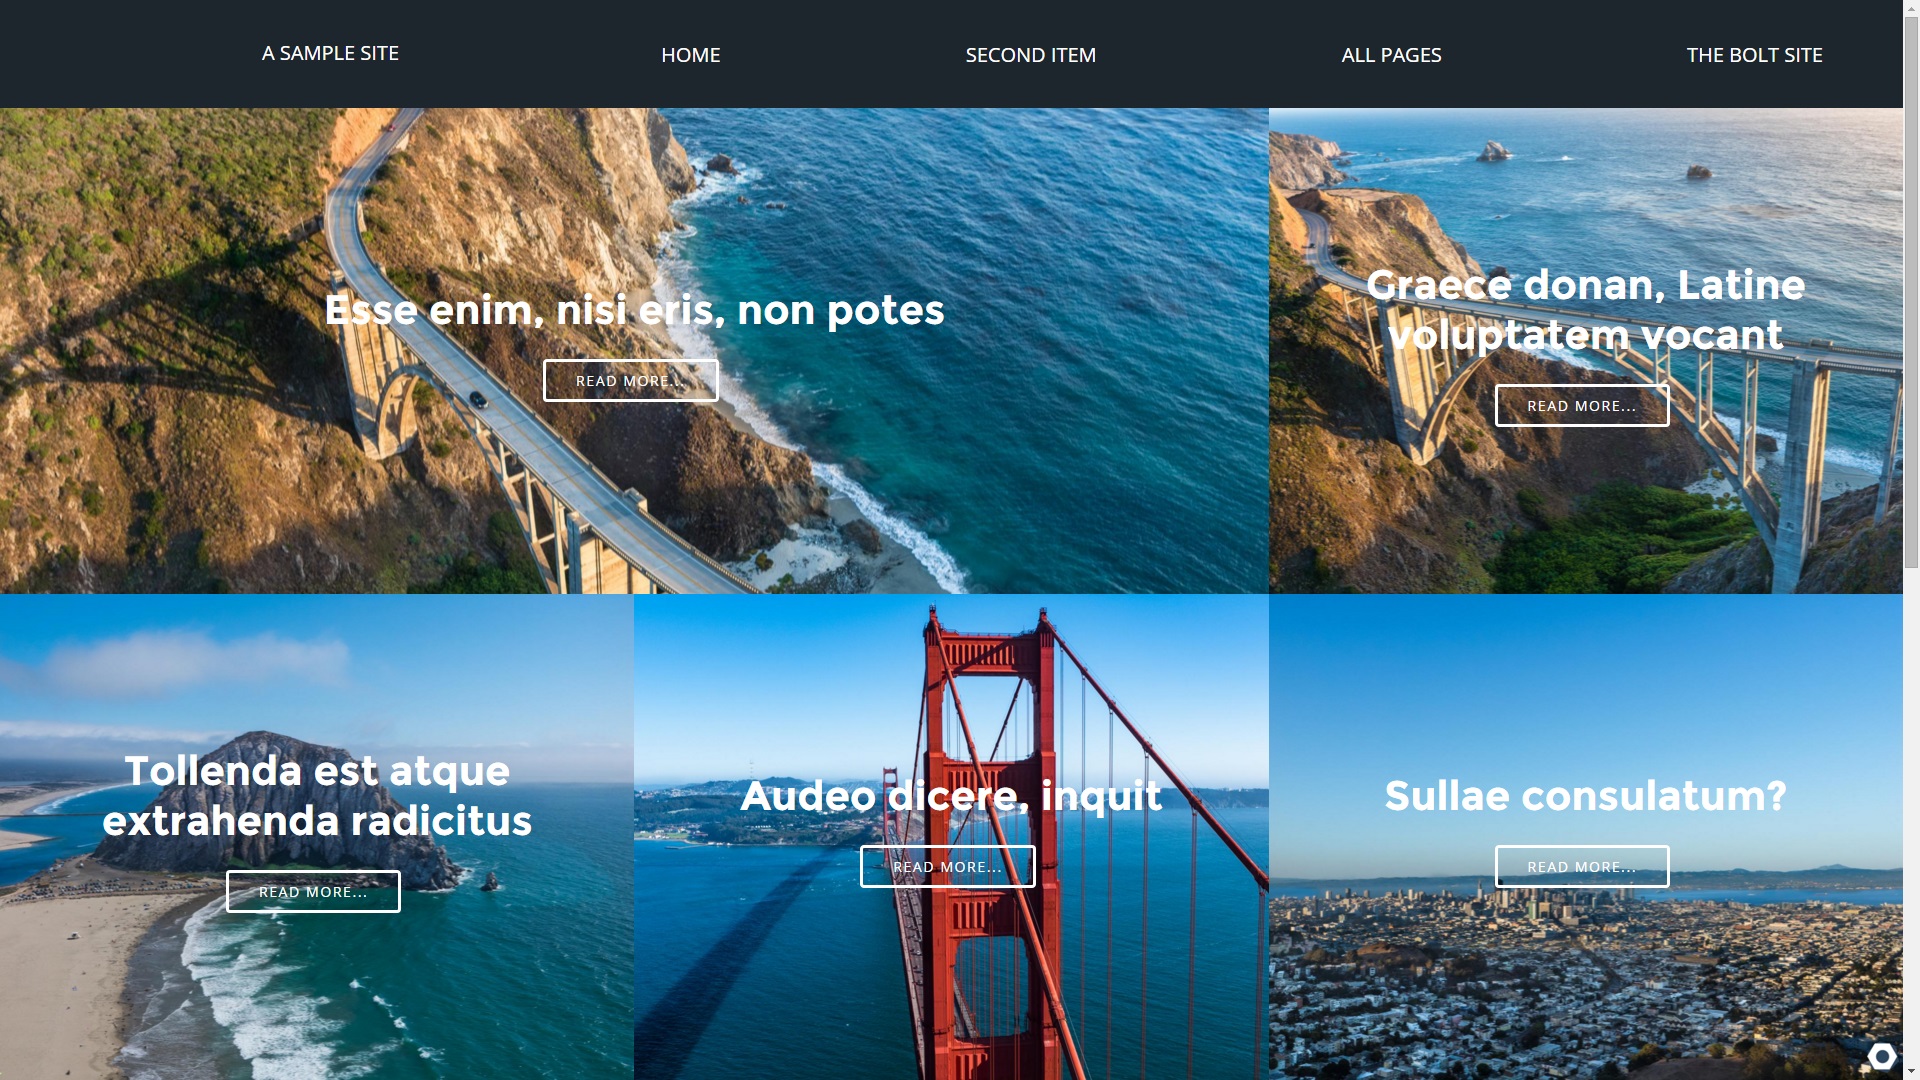 A SAMPLE SITE
HOME
SECOND ITEM
ALL PAGES
THE BOLT SITE
Esse enim, nisi eris, non potes
READ MORE...
Graece donan, Latine
voluptatem vocant
READ MORE...
Tollenda est atque
extrahenda radicitus
READ MORE...
Audeo dicere, inquit
READ MORE...
Sullae consulatum?
READ MORE...